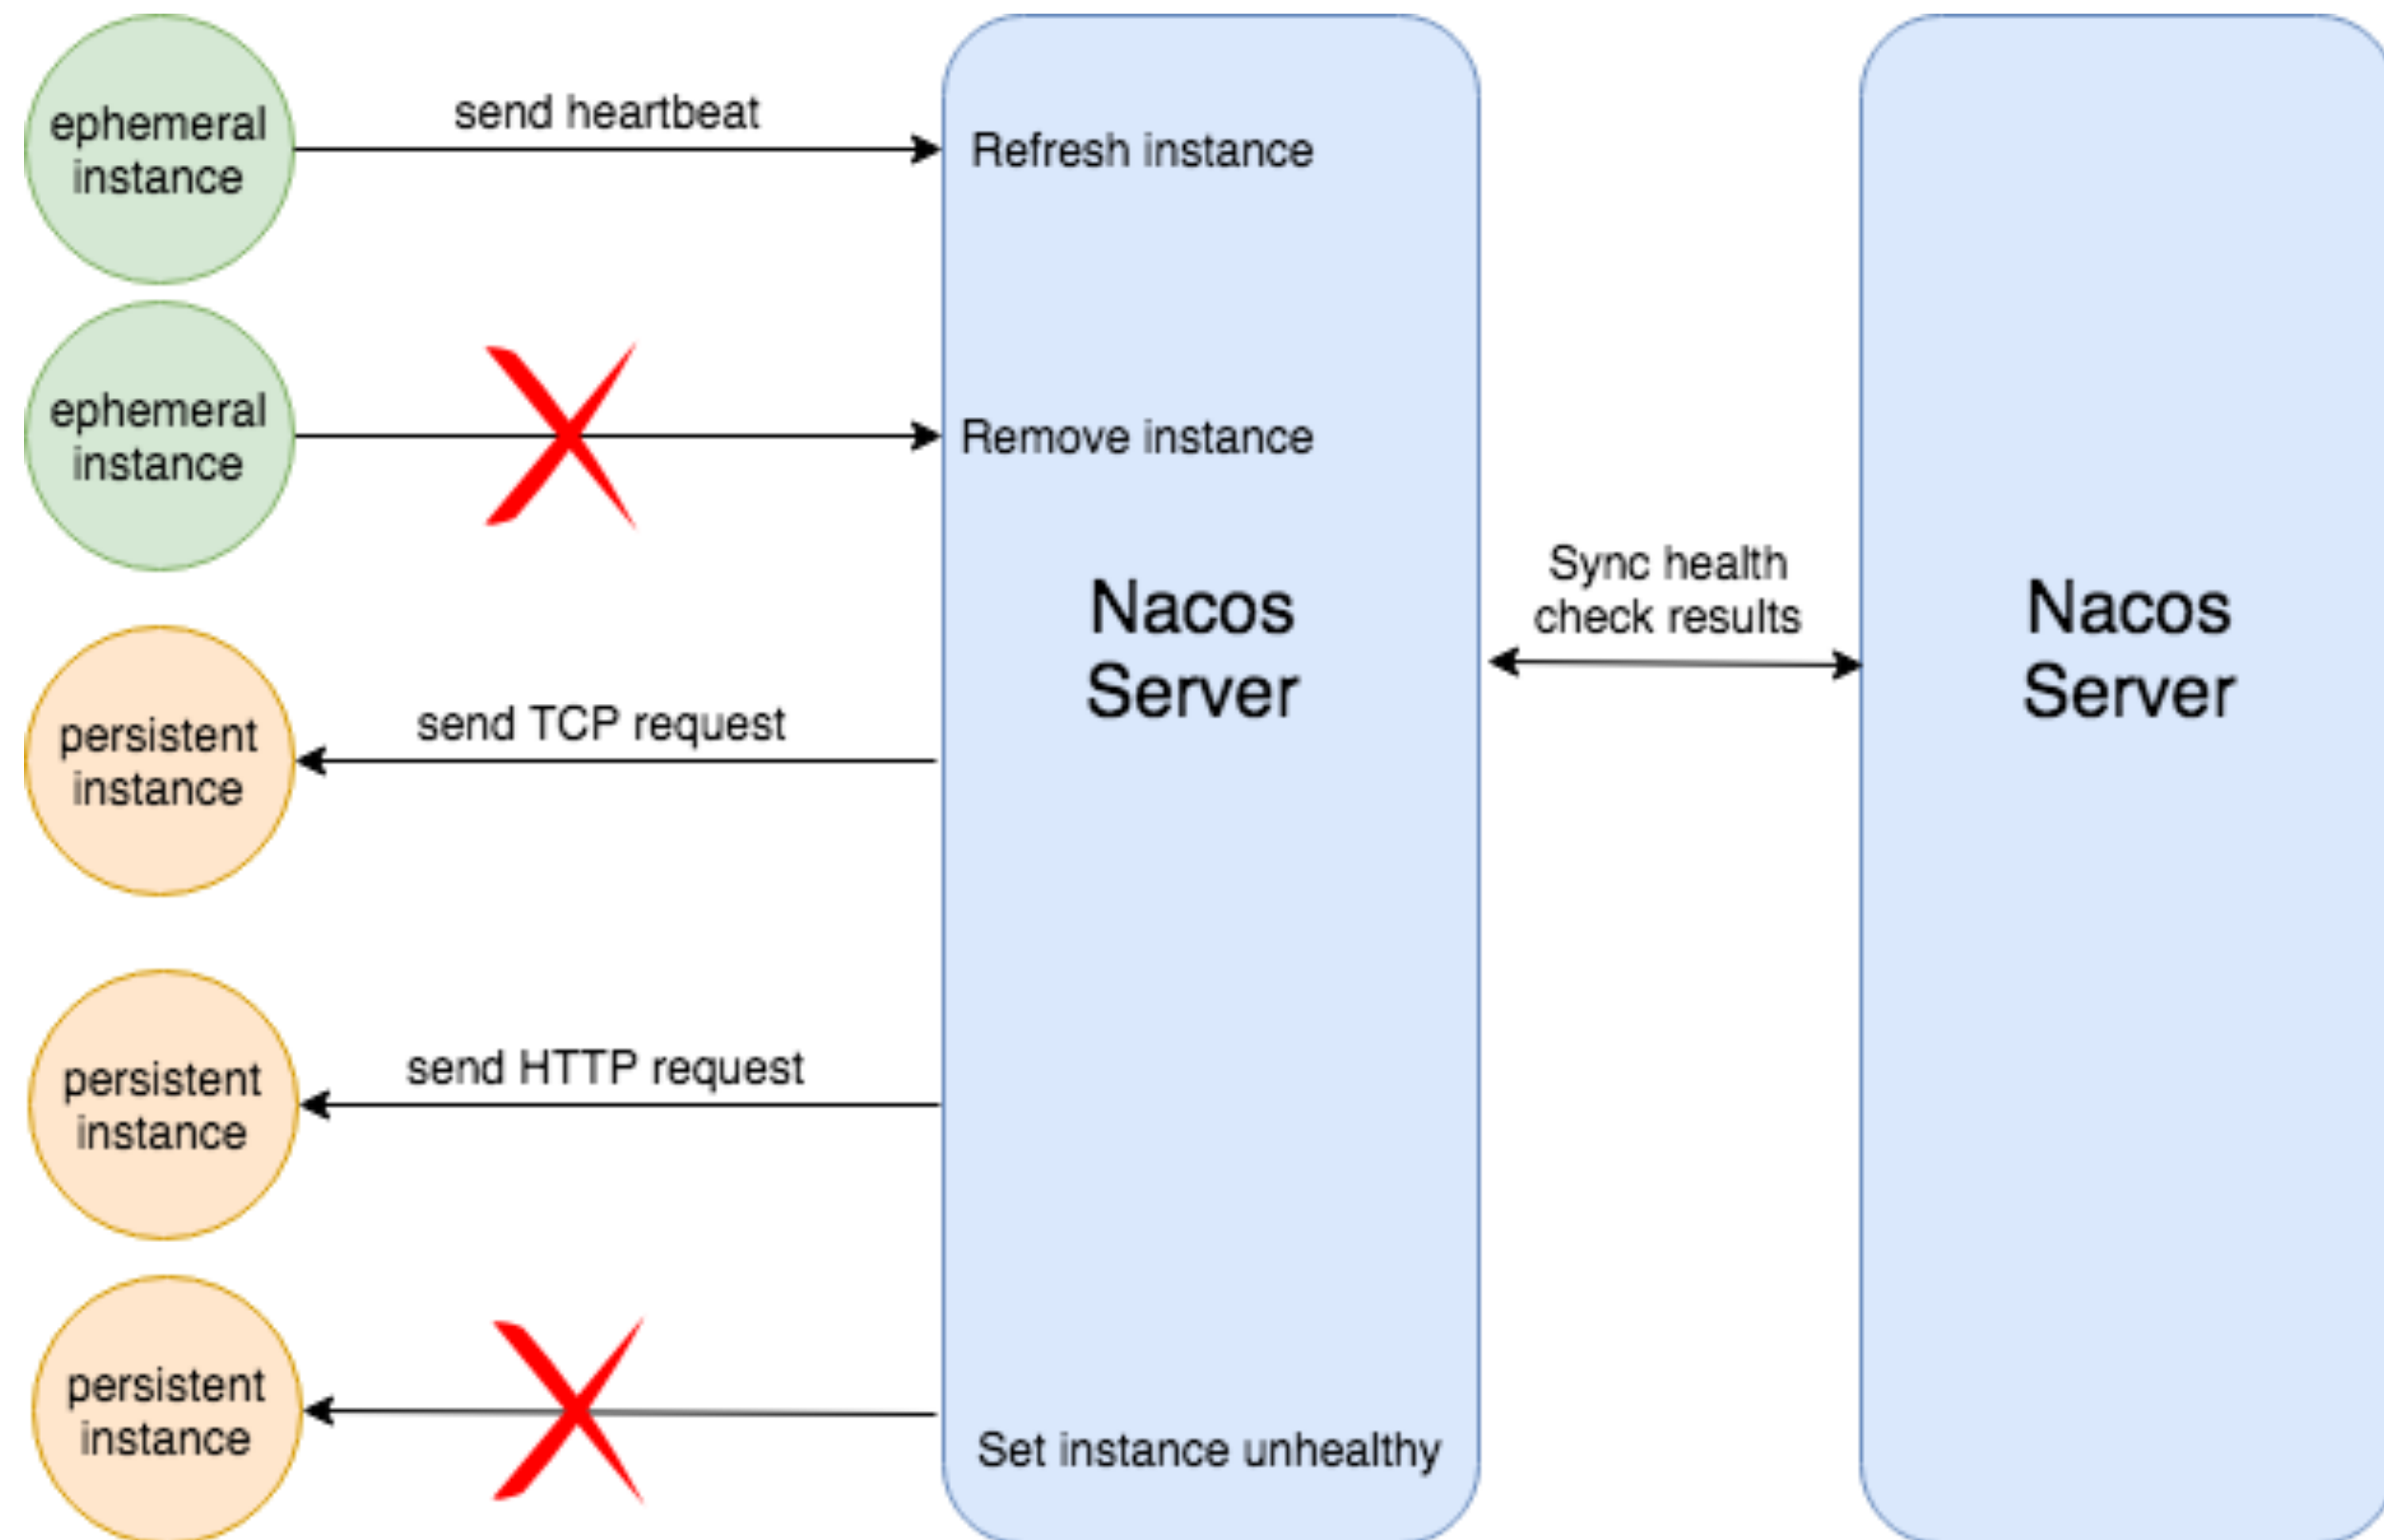 ephemeral
instance
send heartbeat
Refresh instance
ephemeral
instance
Remove instance
Nacos
Server
Sync health
check results
Nacos
Server
persistent
instance
send TCP request
persistent
instance
send HTTP request
persistent
instance
Set instance unhealthy